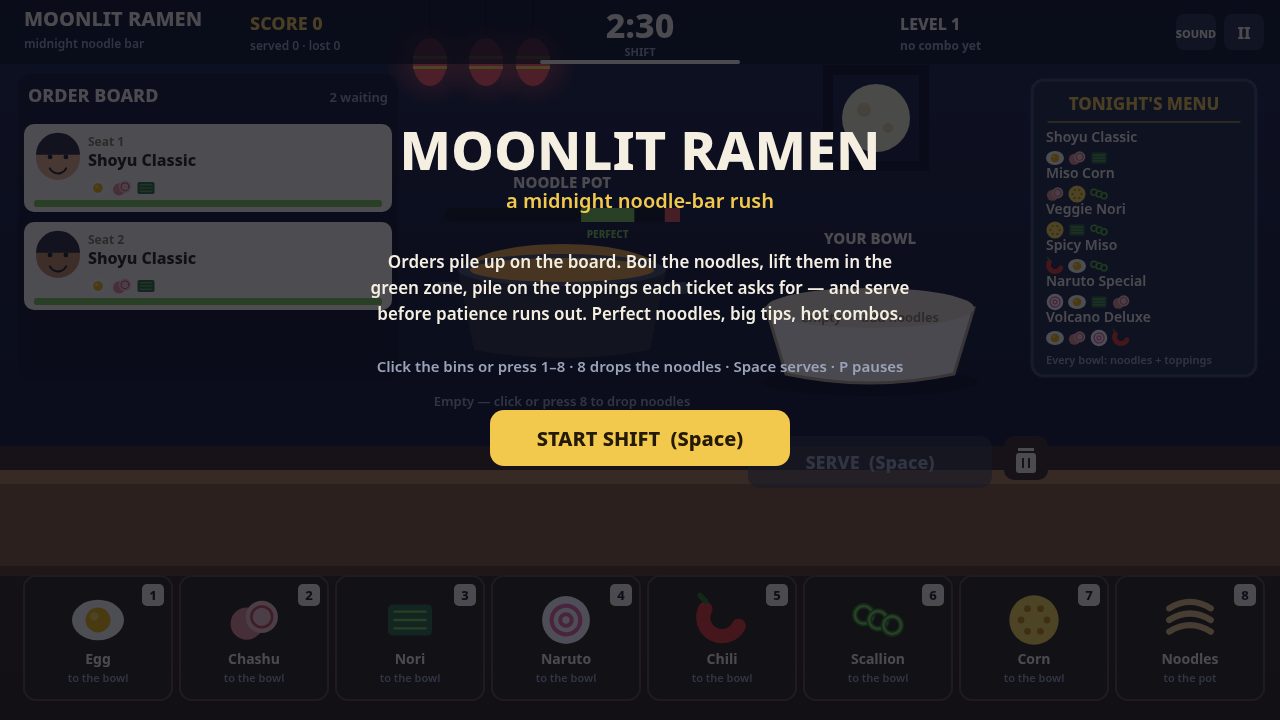 MOONLIT RAMEN
midnight noodle bar
SCORE 0
served 0 · lost 0
2:30
SHIFT
LEVEL 1
no combo yet
SOUND
II
ORDER BOARD
2 waiting
Seat 1
Shoyu Classic
Seat 2
Shoyu Classic
MOONLIT RAMEN
NOODLE POT
a midnight noodle-bar rush
PERFECT
YOUR BOWL
Orders pile up on the board. Boil the noodles, lift them in the
green zone, pile on the toppings each ticket asks for — and serve
before patience runs out. Perfect noodles, big tips, hot combos.
noodles
Click the bins or press 1–8 · 8 drops the noodles · Space serves · P pauses
Empty — click or press 8 to drop noodles
START SHIFT (Space)
SERVE (Space)
TONIGHT'S MENU
Shoyu Classic
Miso Corn
Veggie Nori
Spicy Miso
Naruto Special
Volcano Deluxe
Every bowl: noodles + toppings
1
Egg
to the bowl
2
Chashu
to the bowl
3
Nori
to the bowl
4
Naruto
to the bowl
5
Chili
to the bowl
6
Scallion
to the bowl
7
Corn
to the bowl
8
Noodles
to the pot